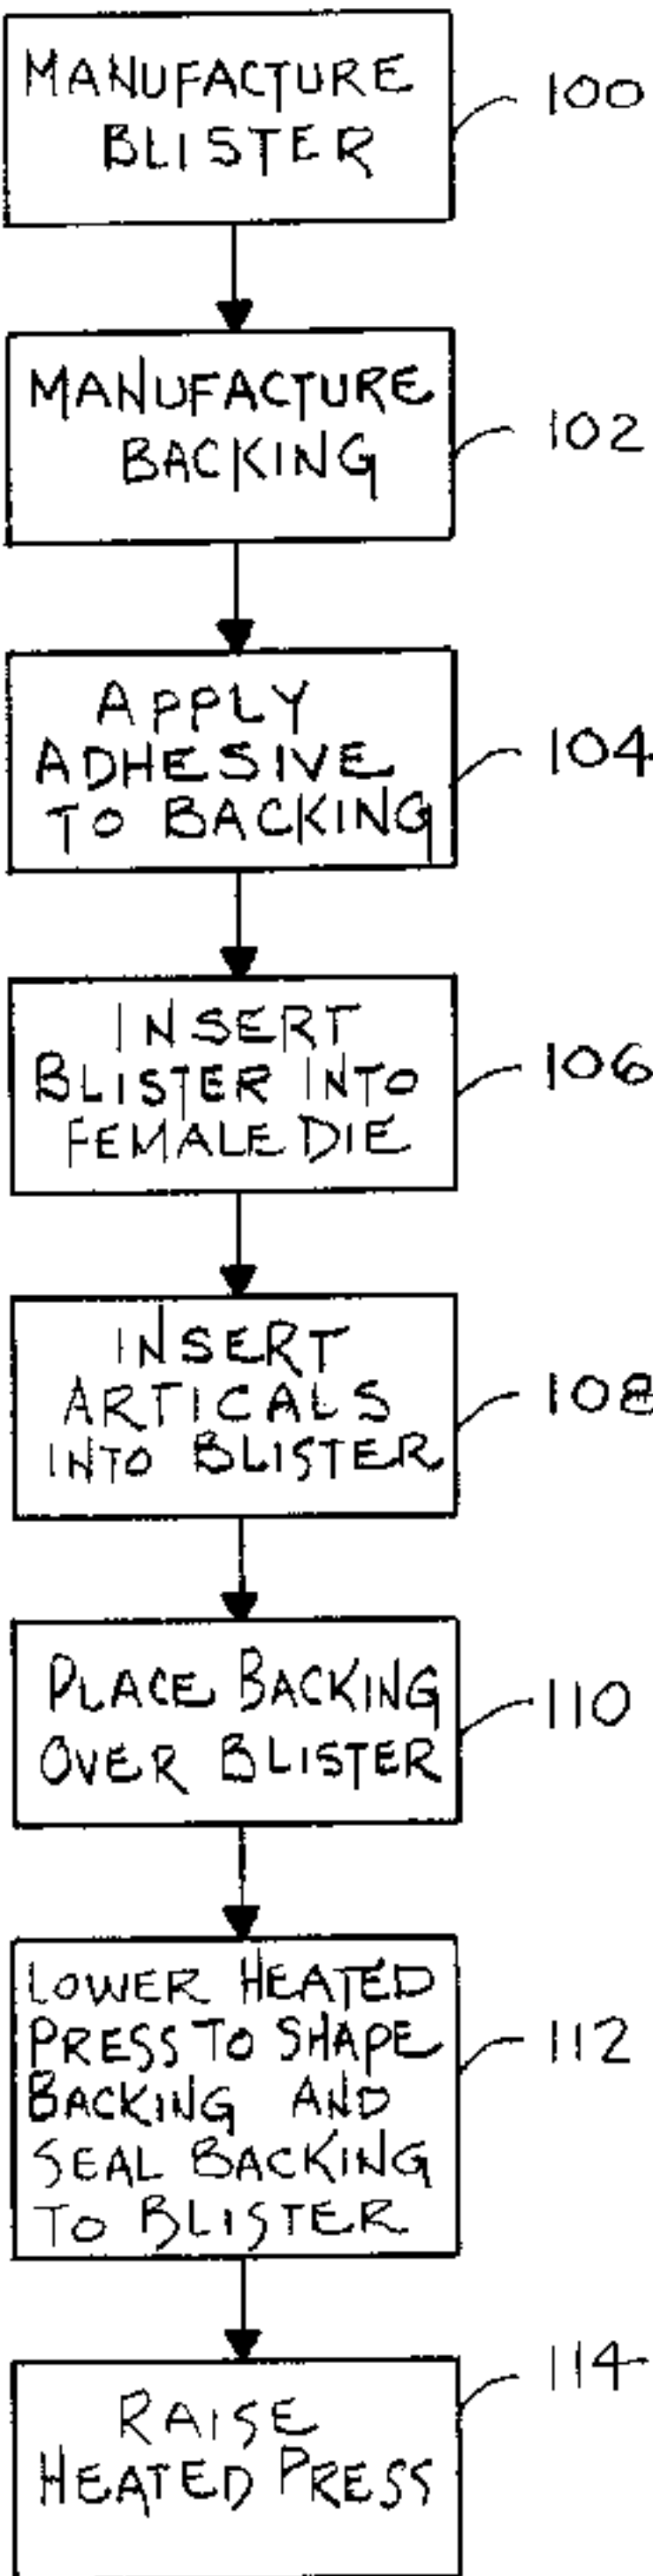 MANUFACTURE
BLISTER
100
MANUFACTURE
BACKING
102
APPLY
ADHESIVE
TO BACKING
104
INSERT
BLISTER INTO
FEMALE DIE
106
INSERT
ARTICALS
INTO BLISTER
108
PLACE BACKING
OVER BLISTER
110
LOWER HEATED
PRESS TO SHAPE
BACKING AND
SEAL BACKING
TO BLISTER
112
RAISE
HEATED PRESS
114